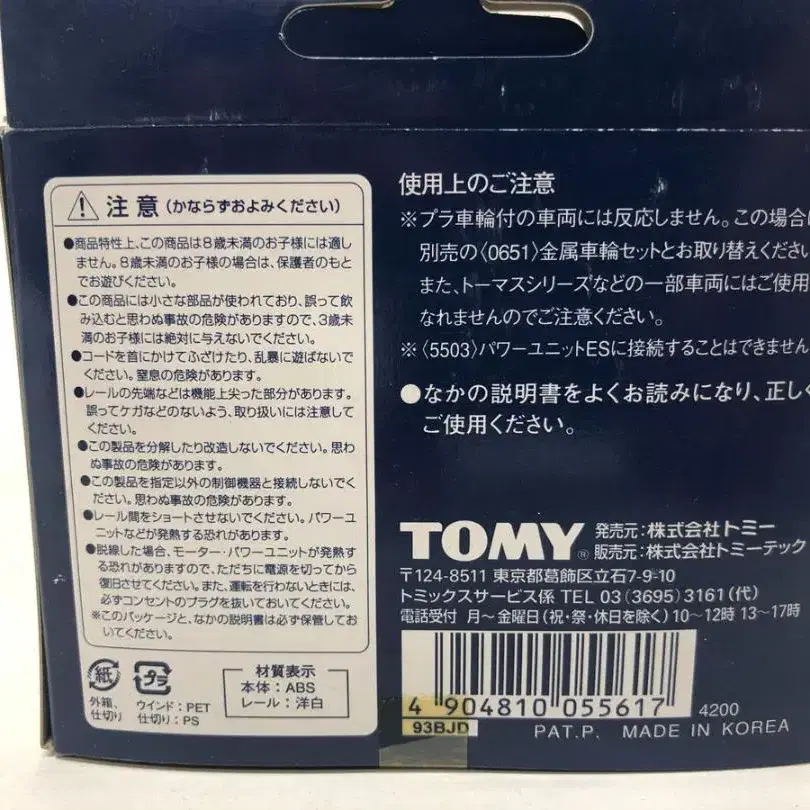 注意(かならずおよみください)
●商品特性上、この商品は8歳未満のお子様には適し
ません。8歳未満のお子様の場合は、保護者のもと
でお遊びください。
●この商品には小さな部品が使われており、誤って飲
み込むと思わぬ事故の危険がありますので、3歳未
満のお子様には絶対に与えないでください。
●コードを首にかけてふざけたり、乱暴に遊ばないで
ください。窒息の危険があります。
●レールの先端などは機能上尖った部分があります。
誤ってケガなどのないよう、取り扱いには注意して
ください。
●この製品を分解したり改造しないでください。思わ
ぬ事故の危険があります。
●この製品を指定以外の制御機器と接続しないでく
ださい。思わぬ事故の危険があります。
●レール間をショートさせないでください。パワーユ
ニットなどが発熱する恐れがあります。
●脱線した場合、モーター・パワーユニットが発熱す
る恐れがありますので、ただちに電源を切ってから
復旧させてください。また、運転を行わないときには、
必ずコンセントのプラグを抜いておいてください。
※このパッケージと、なかの説明書は必ず保管してお
いてください。
紙
外箱、
仕切り
プラ
ウインド:PET
仕切り:PS
材質表示
本体:ABS
レール:洋白
使用上のご注意
※プラ車輪付の車両には反応しません。この場合
別売の〈0651〉金属車輪セットとお取り替えくださ
また、トーマスシリーズなどの一部車両にはご使用
なれませんのでご注意ください。
※〈5503〉パワーユニットESに接続することはできません
●なかの説明書をよくお読みになり、正し
ご使用ください。
TOMY®
発売元:株式会社トミー
販売元:株式会社トミーテック
〒124-8511 東京都葛飾区立石7-9-10
トミックスサービス係 TEL 03(3695)3161(代)
電話受付 月~金曜日(祝・祭・休日を除く)10~12時 13~17時
4 904810 055617
4200
93BJD
PAT.P. MADE IN KOREA